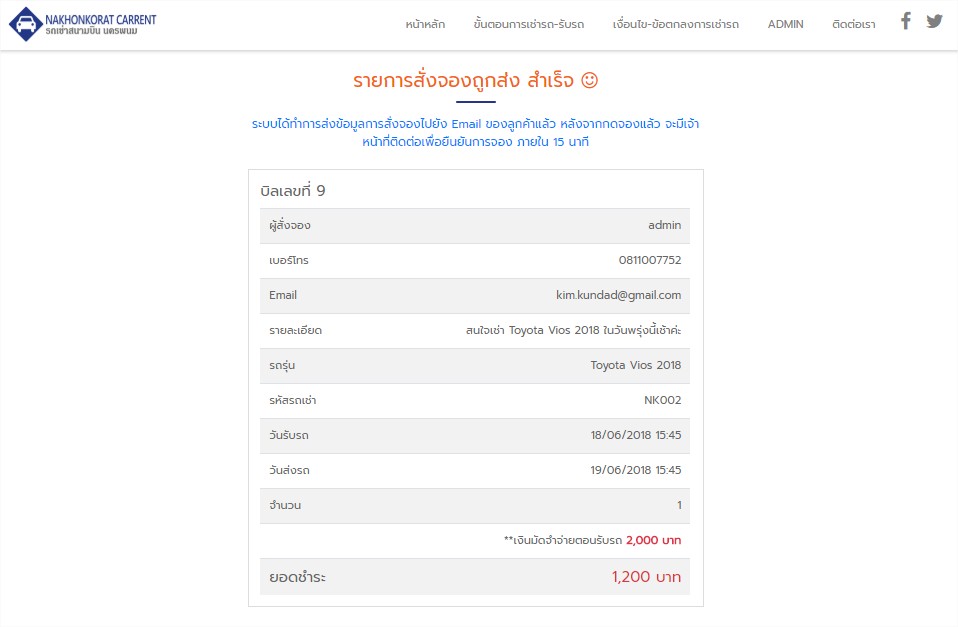 NAKHONKORAT CARRENT
รถเช่าสนามบิน นครพนม
หน้าหลัก ขั้นตอนการเช่ารถ-รับรถ เงื่อนไข-ข้อตกลงการเช่ารถ ADMIN ติดต่อเรา
รายการสั่งจองถูกส่ง สำเร็จ
ระบบได้ทำการส่งข้อมูลการสั่งจองไปยัง Email ของลูกค้าแล้ว หลังจากกดจองแล้ว จะมีเจ้า
หน้าที่ติดต่อเพื่อยืนยันการจอง ภายใน 15 นาที
บิลเลขที่ 9
ผู้สั่งจอง admin
เบอร์โทร 0811007752
Email kim.kundad@gmail.com
รายละเอียด สนใจเช่า Toyota Vios 2018 ในวันพรุ่งนี้เช้าค่ะ
รถรุ่น Toyota Vios 2018
รหัสรถเช่า NK002
วันรับรถ 18/06/2018 15:45
วันส่งรถ 19/06/2018 15:45
จำนวน 1
**เงินมัดจำจ่ายตอนรับรถ 2,000 บาท
ยอดชำระ 1,200 บาท